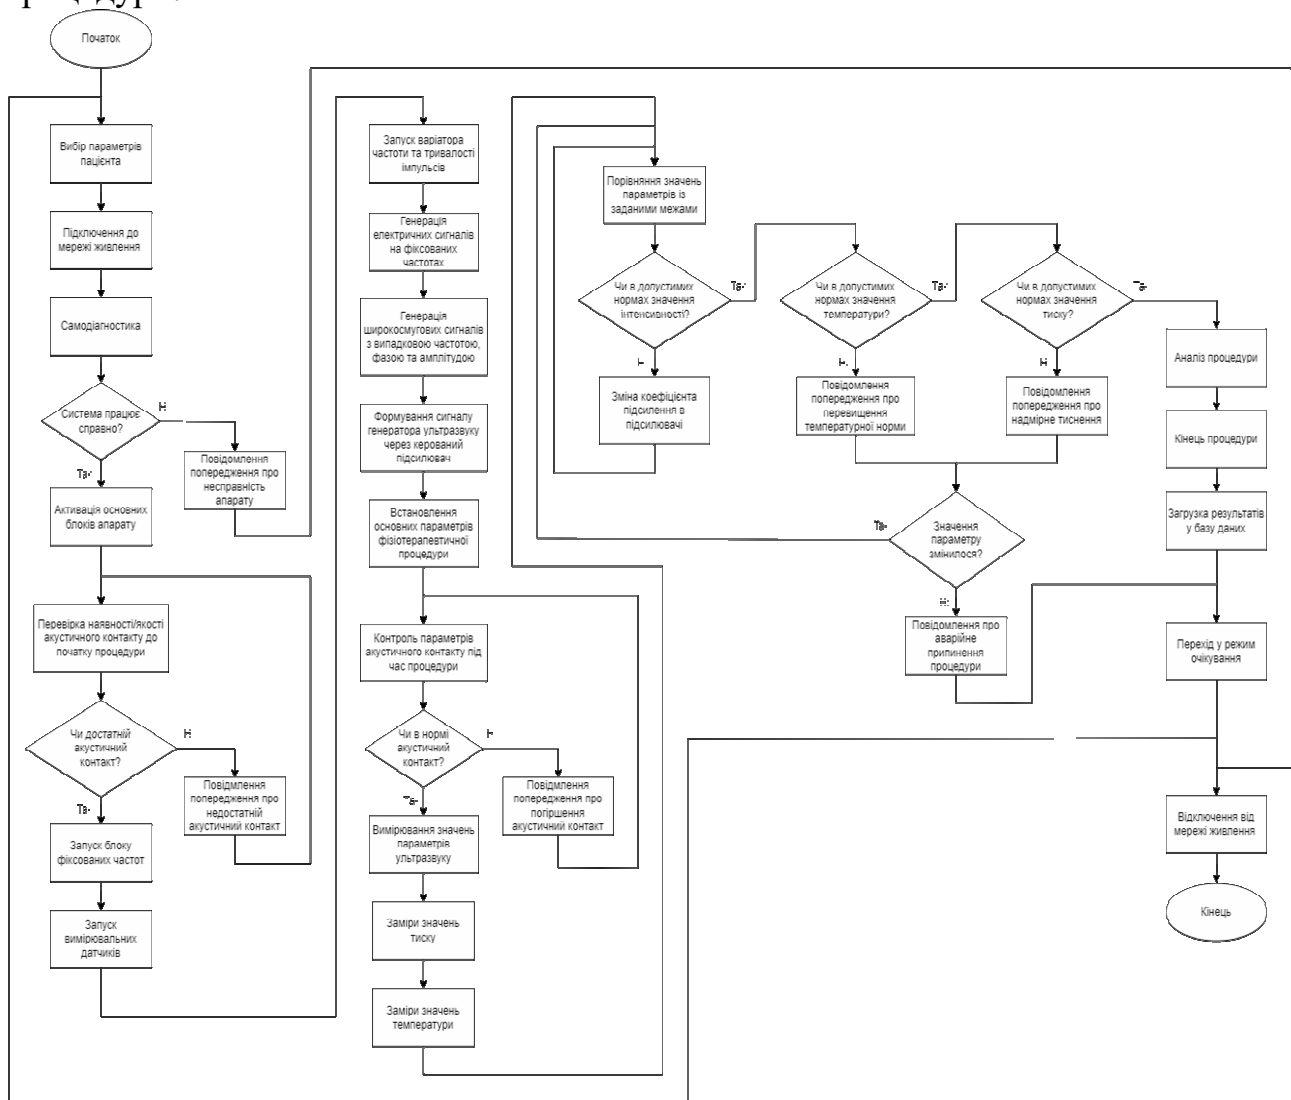 Початок
Вибір параметрів
пацієнта
Підключення до
мережі живлення
Самодіагностика
Система працює
справно?
Повідомлення
попередження про
несправність
апарату
Та
Активація основних
блоків апарату
Перевірка наявності/якості
акустичного контакту до
початку процедури
Чи достатній
акустичний
контакт?
Повідмлення
попередження про
недостатній
акустичний контакт
Та
Запуск блоку
фіксованих частот
Запуск
вимірювальних
датчиків
Запуск варіатора
частоти та тривалості
імпульсів
Генерація
електричних сигналів
на фіксованих
частотах
Генерація
широкосмугових сигналів
з випадковою частотою,
фазою та амплітудою
Формування сигналу
генератора ультразвуку
через керований
підсилювач
Встановлення
основних параметрів
фізіотерапевтичної
процедури
Контроль параметрів
акустичного контакту під
час процедури
Чи в нормі
акустичний
контакт?
Повідомлення
попередження про
погіршення
акустичний контакт
Та
Вимірювання значень
параметрів
ультразвуку
Заміри значень
тиску
Заміри значень
температури
Порівняння значень
параметрів із
заданими межами
Чи в допустимих
нормах значення
інтенсивності?
Та
Зміна коефіцієнта
підсилення в
підсилювачі
Чи в допустимих
нормах значення
температури?
Та
Повідомлення
попередження про
перевищення
температурної норми
Чи в допустимих
нормах значення
тиску?
Та
Повідомлення
попередження про
надмірне тиснення
Та
Значення
параметру
змінилося?
Повідомлення про
аварійне
припинення
процедури
Аналіз процедури
Кінець процедури
Загрузка результатів
у базу даних
Перехід у режим
очікування
Відключення від
мережі живлення
Кінець